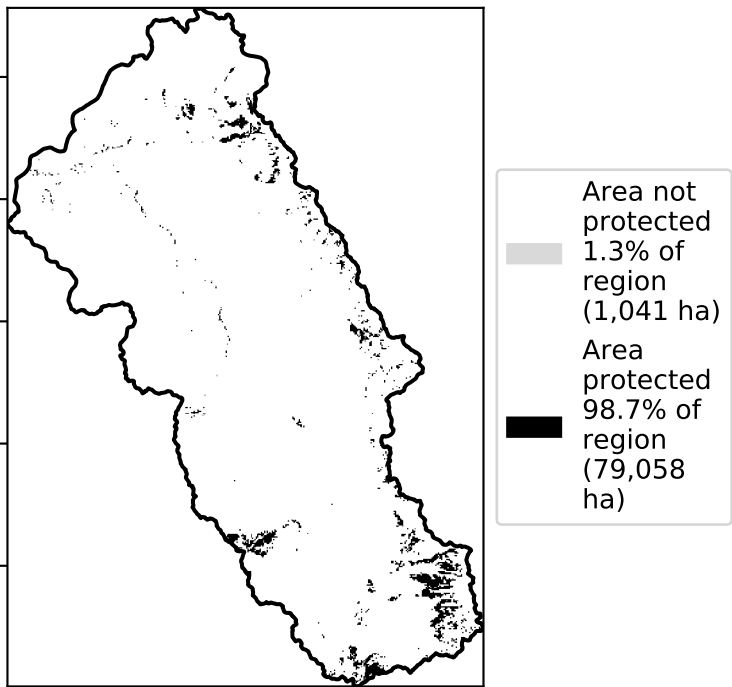 Area not
protected
1.3% of
region
(1,041 ha)
Area
protected
98.7% of
region
(79,058
ha)